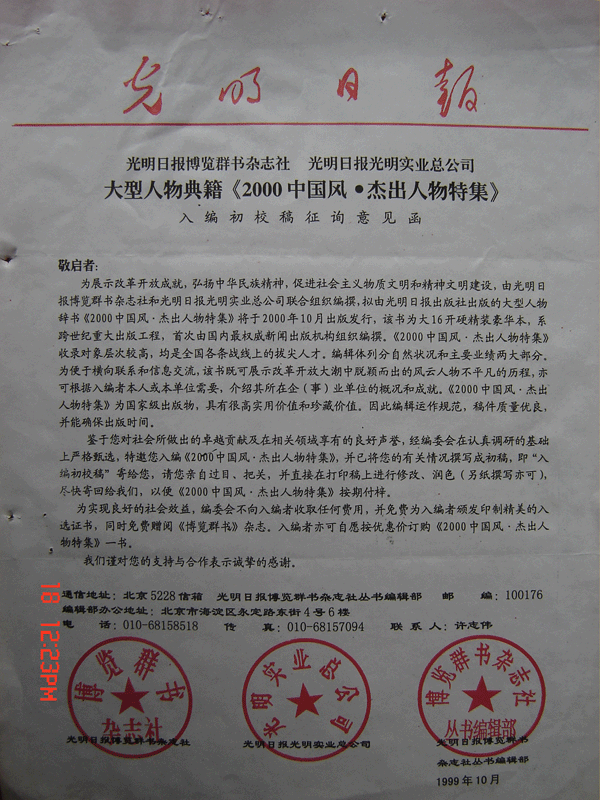 光明日报
光明日报博览群书杂志社 光明日报光明实业总公司
大型人物典籍《2000中国风·杰出人物特集》
入编初校稿征询意见函
敬启者：
为展示改革开放成就，弘扬中华民族精神，促进社会主义物质文明和精神文明建设，由光明日
报博览群书杂志社和光明日报光明实业总公司联合组织编撰，拟由光明日报出版社出版的大型人物
辞书《2000中国风·杰出人物特集》将于2000年10月出版发行，该书为大16开硬精装豪华本，系
跨世纪重大出版工程，首次由国内最权威新闻出版机构组织编撰。《2000中国风·杰出人物特集》
收录对象层次较高，均是全国各条战线上的拔尖人才。编辑体列分自然状况和主要业绩两大部分。
为便于横向联系和信息交流，该书既可展示改革开放大潮中脱颖而出的风云人物不平凡的历程，亦
可根据入编者本人或本单位需要，介绍其所在企（事）业单位的概况和成就。《2000中国风·杰出
人物特集》为国家级出版物，具有很高实用价值和珍藏价值。因此编辑运作规范，稿件质量优良，
并能确保出版时间。
鉴于您对社会所做出的卓越贡献及在相关领域享有的良好声誉，经编委会在认真调研的基础
上严格甄选，特邀您入编《2000中国风·杰出人物特集》，并已将您的有关情况撰写成初稿，即“入
编初校稿”寄给您，请您亲自过目、把关，并直接在打印稿上进行修改、润色（另纸撰写亦可），
尽快寄回给我们，以便《2000中国风·杰出人物特集》按期付梓。
为实现良好的社会效益，编委会不向入编者收取任何费用，并免费为入编者颁发印制精美的入
选证书，同时免费赠阅《博览群书》杂志。入编者亦可自愿按优惠价订购《2000中国风·杰出人
物特集》一书。
我们谨对您的支持与合作表示诚挚的感谢。
通信地址：北京5228信箱 光明日报博览群书杂志社丛书编辑部 邮 编：100176
编辑部办公地址：北京市海淀区永定路东街4号6楼
电 话：010-68158518 传 真：010-68157094 联系人：许志伟
博览群书
杂志社
光明实业总公司
博览群书杂志社
丛书编辑部
光明日报博览群书杂志社 光明日报光明实业总公司 光明日报博览群书
杂志社丛书编辑部
1999年10月
18 12:23PM